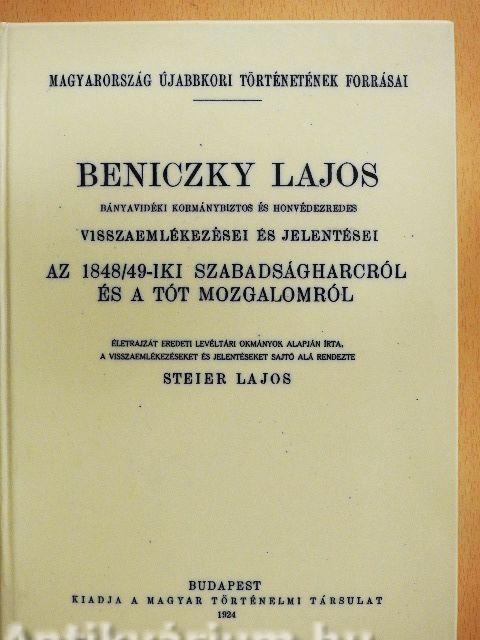 MAGYARORSZÁG ÚJABBKORI TÖRTÉNETÉNEK FORRÁSAI
BENICZKY LAJOS
BÁNYAVIDÉKI KORMÁNYBIZTOS ÉS HONVÉDEZREDES
VISSZAEMLÉKEZÉSEI ÉS JELENTÉSEI
AZ 1848/49-IKI SZABADSÁGHARCRÓL
ÉS A TÓT MOZGALOMRÓL
ÉLETRAJZÁT EREDETI LEVÉLTÁRI OKMÁNYOK ALAPJÁN ÍRTA,
A VISSZAEMLÉKEZÉSEKET ÉS JELENTÉSEKET SAJTÓ ALÁ RENDEZTE
STEIER LAJOS
BUDAPEST
KIADJA A MAGYAR TÖRTÉNELMI TÁRSULAT
1924
Antikvárium.hu